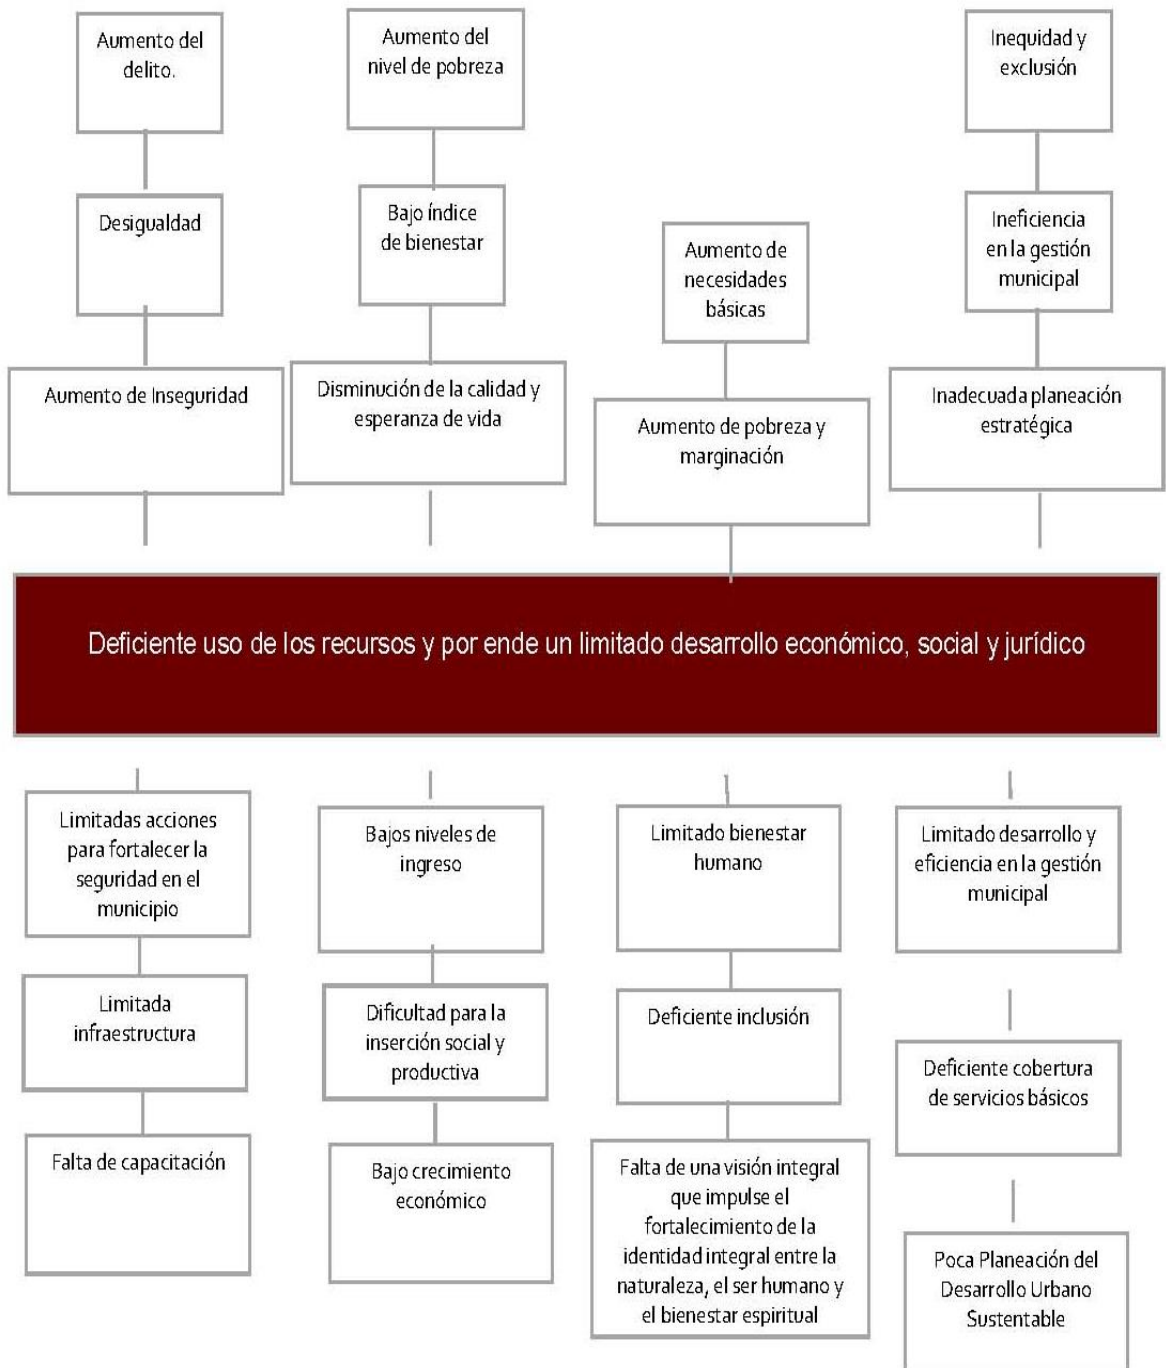 Aumento del
delito.
Aumento del
nivel de pobreza
Inequidad y
exclusión
Desigualdad
Bajo índice
de bienestar
Aumento de
necesidades
básicas
Ineficiencia
en la gestión
municipal
Aumento de Inseguridad
Disminución de la calidad y
esperanza de vida
Aumento de pobreza y
marginación
Inadecuada planeación
estratégica
Deficiente uso de los recursos y por ende un limitado desarrollo económico, social y jurídico
Limitadas acciones
para fortalecer la
seguridad en el
municipio
Bajos niveles de
ingreso
Limitado bienestar
humano
Limitado desarrollo y
eficiencia en la gestión
municipal
Limitada
infraestructura
Dificultad para la
inserción social y
productiva
Deficiente inclusión
Deficiente cobertura
de servicios básicos
Falta de capacitación
Bajo crecimiento
económico
Falta de una visión integral
que impulse el
fortalecimiento de la
identidad integral entre la
naturaleza, el ser humano y
el bienestar espiritual
Poca Planeación del
Desarrollo Urbano
Sustentable